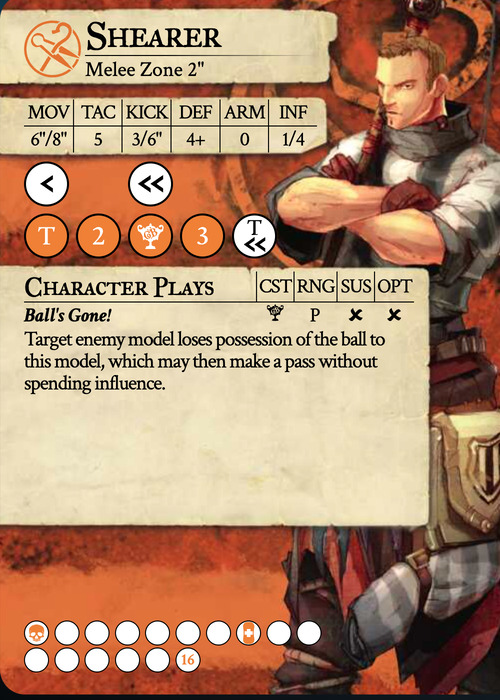 Shearer
Melee Zone 2"
MOV TAC KICK DEF ARM INF
6"/8" 5 3/6" 4+ 0 1/4
< <<
T 2 3 T
<<
Character Plays CST RNG SUS OPT
Ball's Gone! P ✘ ✘
Target enemy model loses possession of the ball to
this model, which may then make a pass without
spending influence.
16